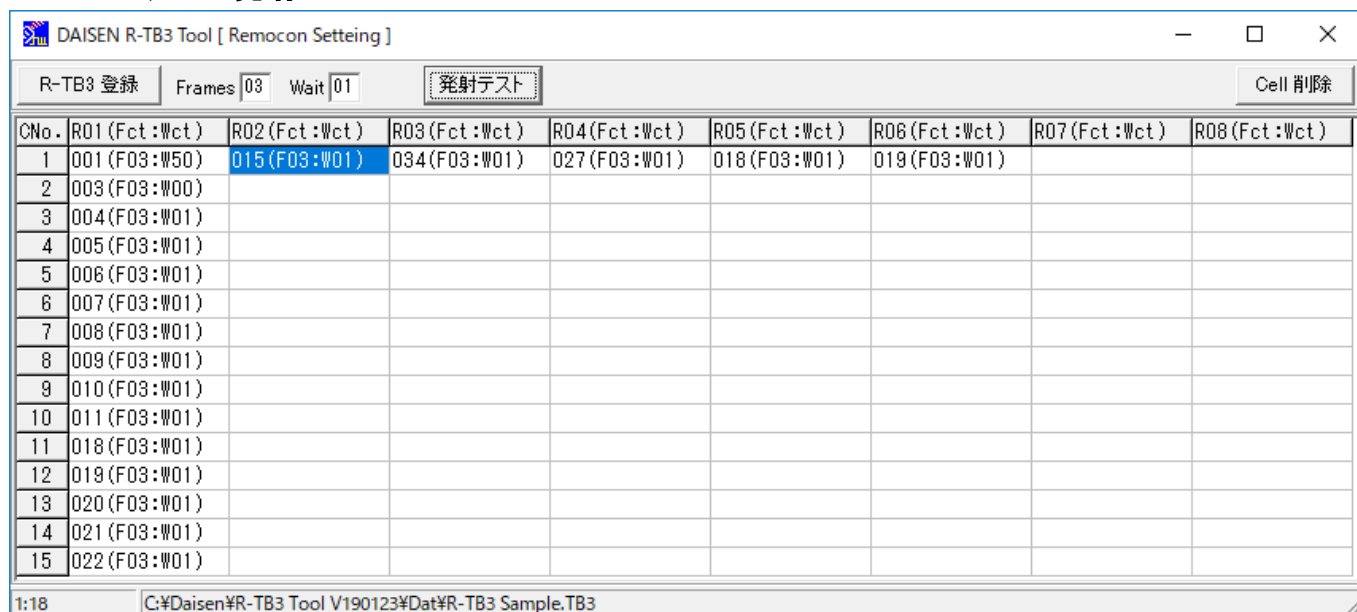 DAISEN R-TB3 Tool [ Remocon Setteing ]
R-TB3 登録 Frames 03 Wait 01 発射テスト Cell 削除
CNo. R01(Fct:Wct) R02(Fct:Wct) R03(Fct:Wct) R04(Fct:Wct) R05(Fct:Wct) R06(Fct:Wct) R07(Fct:Wct) R08(Fct:Wct)
1 001(F03:W50) 015(F03:W01) 034(F03:W01) 027(F03:W01) 018(F03:W01) 019(F03:W01)
2 003(F03:W00)
3 004(F03:W01)
4 005(F03:W01)
5 006(F03:W01)
6 007(F03:W01)
7 008(F03:W01)
8 009(F03:W01)
9 010(F03:W01)
10 011(F03:W01)
11 018(F03:W01)
12 019(F03:W01)
13 020(F03:W01)
14 021(F03:W01)
15 022(F03:W01)
1:18 C:¥Daisen¥R-TB3 Tool V190123¥Dat¥R-TB3 Sample.TB3